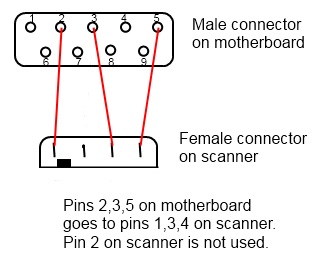 1 2 3 4 5
Male connector
on motherboard
6 7 8 9
Female connector
on scanner
Pins 2,3,5 on motherboard
goes to pins 1,3,4 on scanner.
Pin 2 on scanner is not used.